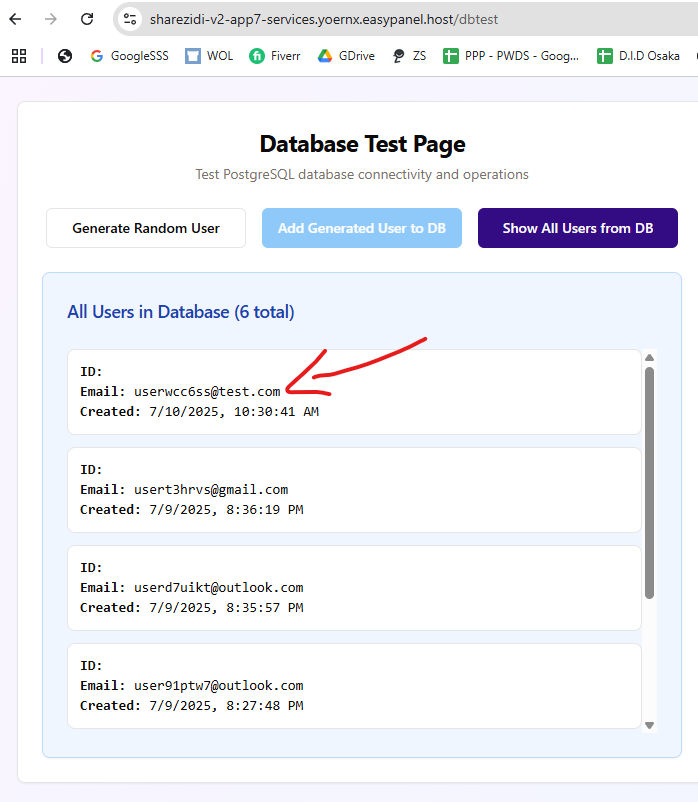 sharezidi-v2-app7-services.yoernx.easypanel.host/dbtest
GoogleSSS
WOL
Fiverr
GDrive
ZS
PPP - PWDS - Goog...
D.I.D Osaka
Database Test Page
Test PostgreSQL database connectivity and operations
Generate Random User
Add Generated User to DB
Show All Users from DB
All Users in Database (6 total)
ID:
Email: userwcc6ss@test.com
Created: 7/10/2025, 10:30:41 AM
ID:
Email: usert3hrvs@gmail.com
Created: 7/9/2025, 8:36:19 PM
ID:
Email: userd7uikt@outlook.com
Created: 7/9/2025, 8:35:57 PM
ID:
Email: user91ptw7@outlook.com
Created: 7/9/2025, 8:27:48 PM